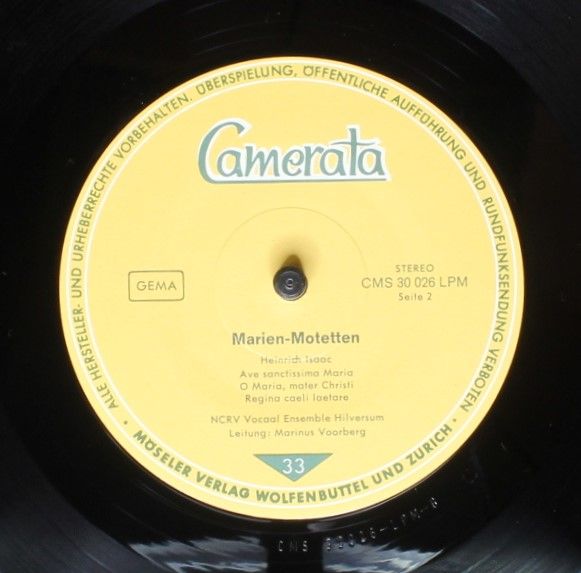 ALLE HERSTELLER- UND URHEBERRECHTE VORBEHALTEN. ÜBERSPIELUNG, ÖFFENTLICHE AUFFÜHRUNG UND RUNDFUNKSENDUNG VERBOTEN
Camerata
GEMA
STEREO
CMS 30 026 LPM
Seite 2
Marien-Motetten
Heinrich Isaac
Ave sanctissima Maria
O Maria, mater Christi
Regina caeli laetare
NCRV Vocaal Ensemble Hilversum
Leitung: Marinus Voorberg
33
• MÖSELER VERLAG WOLFENBÜTTEL UND ZÜRICH •